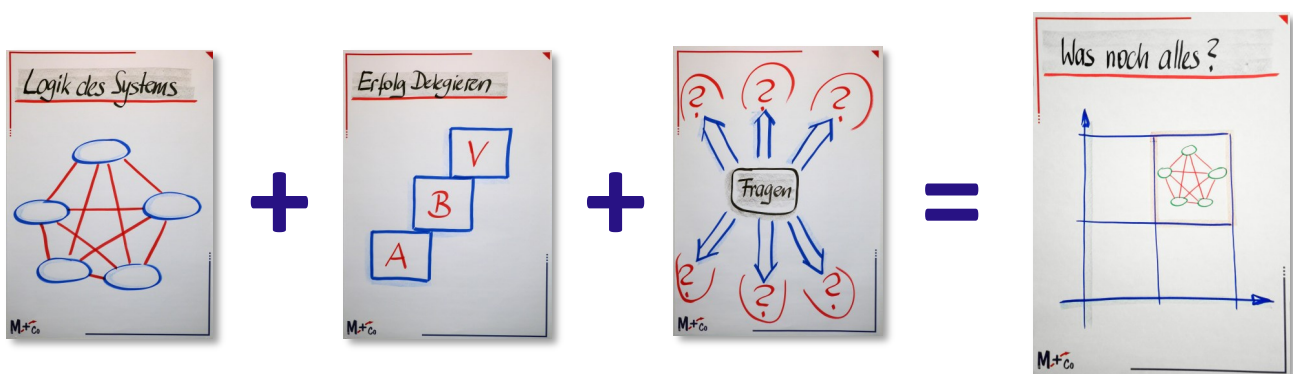 Logik des Systems
M.+Co
+
Erfolg Delegieren
V
B
A
M.+Co
+
?
?
?
Fragen
?
?
?
M.+Co
=
Was noch alles?
M.+Co